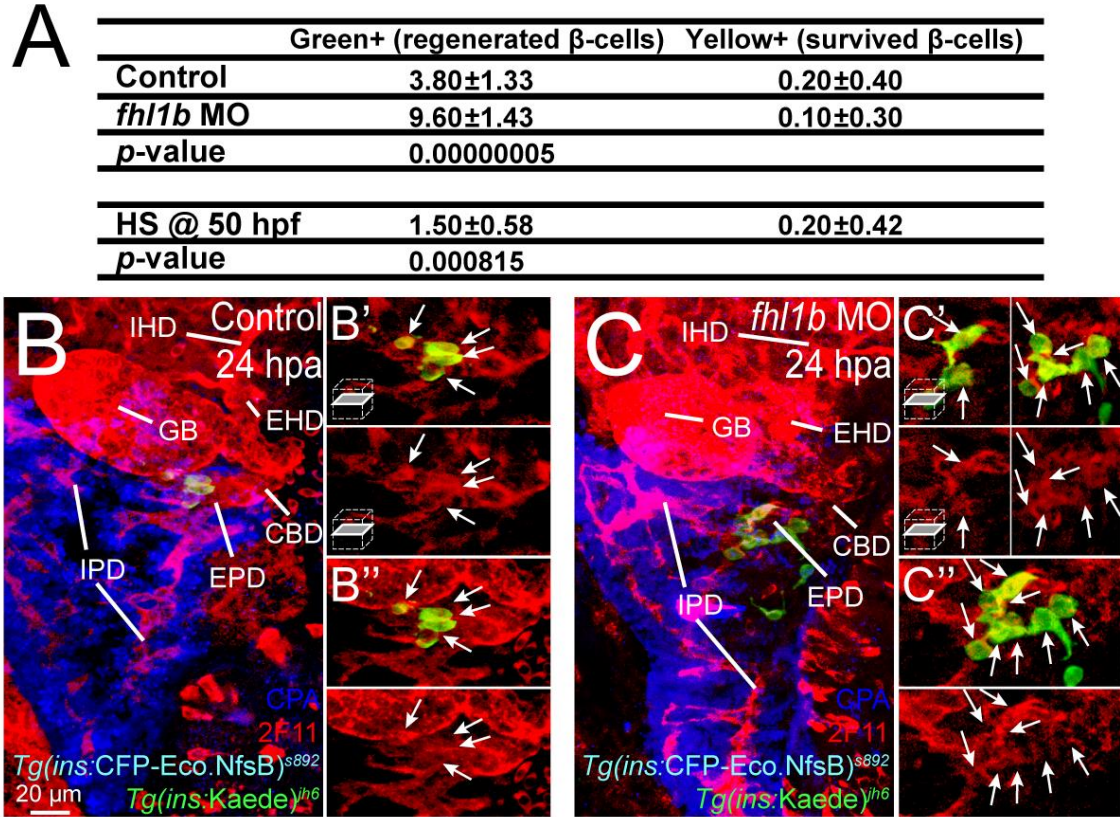 A
Green+ (regenerated β-cells) Yellow+ (survived β-cells)
Control 3.80±1.33 0.20±0.40
fhl1b MO 9.60±1.43 0.10±0.30
p-value 0.00000005
HS @ 50 hpf 1.50±0.58 0.20±0.42
p-value 0.000815
B
IHD
Control
24 hpa
GB
EHD
CBD
IPD
EPD
CPA
2F11
Tg(ins:CFP-Eco.NfsB)s892
20 µm
Tg(ins:Kaede)jh6
B’
B’’
C
IHD
fhl1b MO
24 hpa
GB
EHD
CBD
IPD
EPD
CPA
2F11
Tg(ins:CFP-Eco.NfsB)s892
Tg(ins:Kaede)jh6
C’
C’’